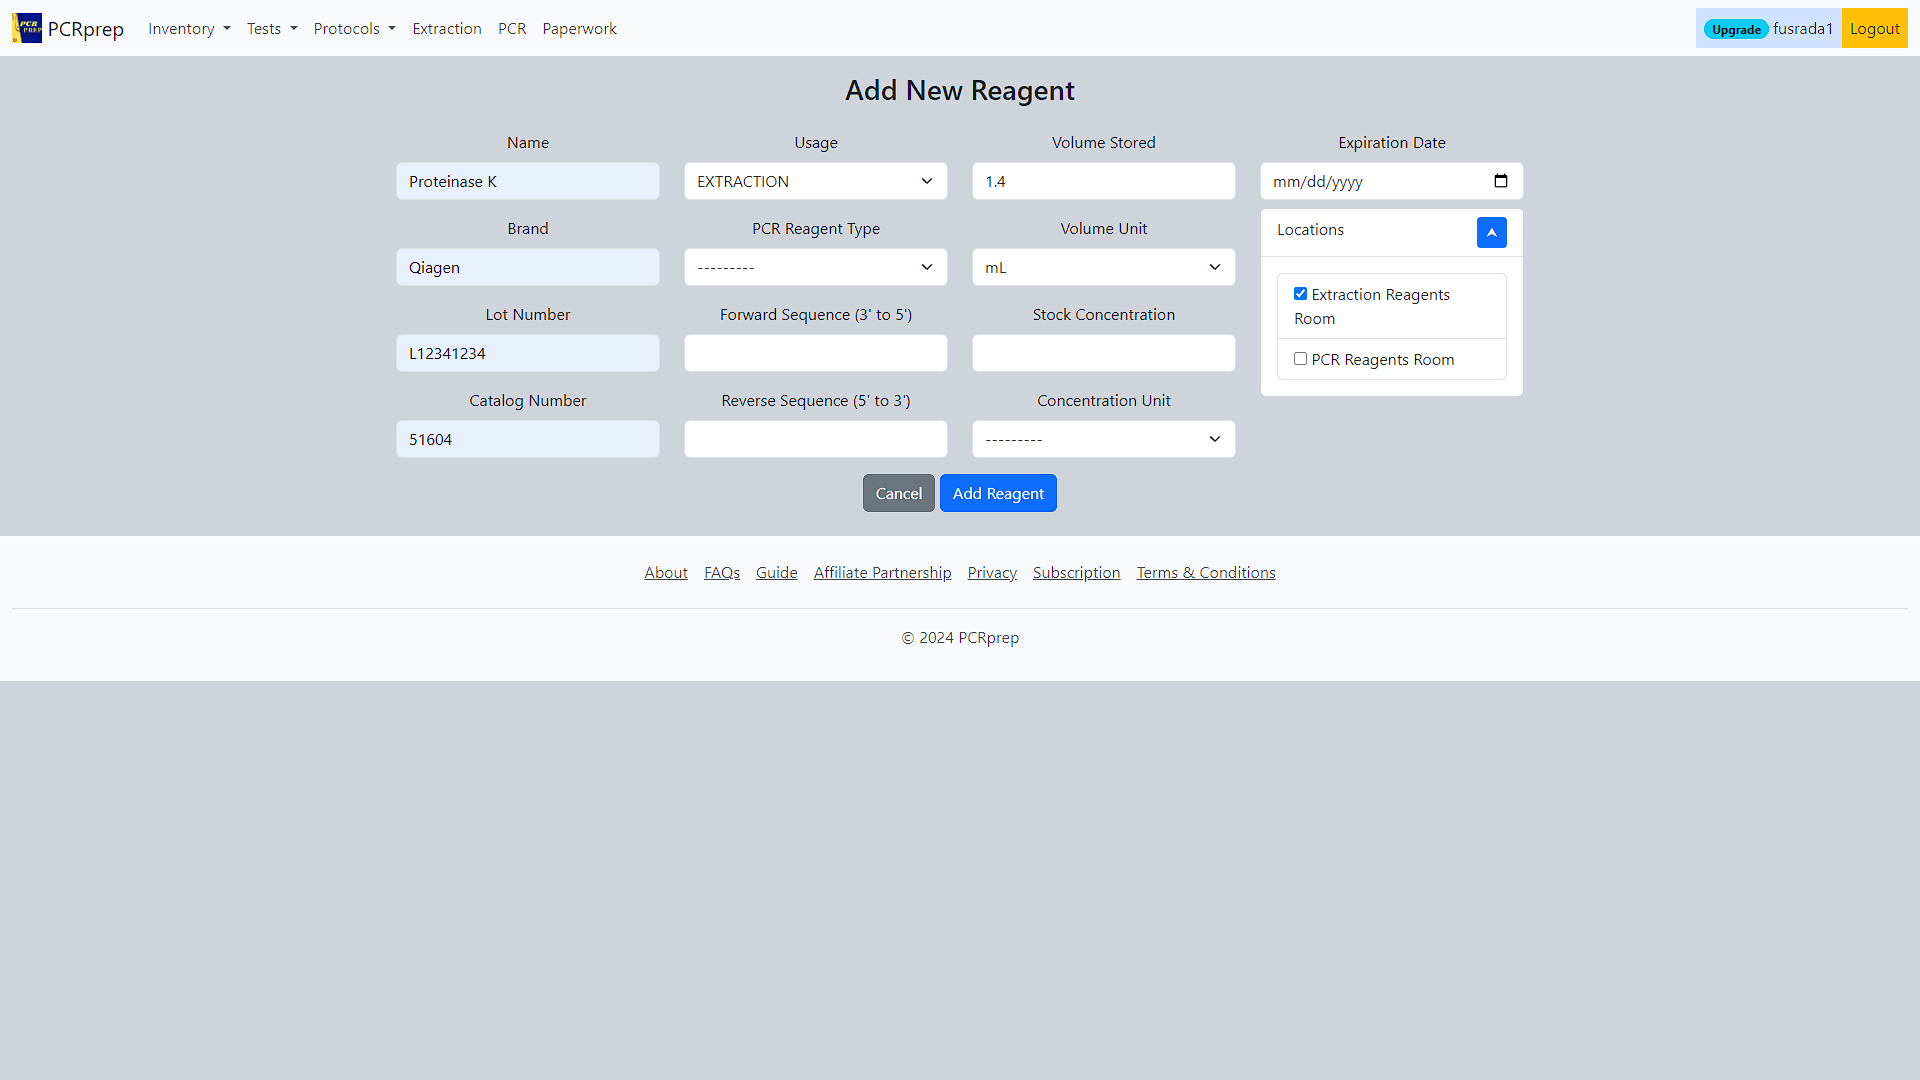 PCR PREP PCRprep Inventory Tests Protocols Extraction PCR Paperwork Upgrade fusrada1 Logout
Add New Reagent
Name Usage Volume Stored Expiration Date
Proteinase K EXTRACTION 1.4 mm/dd/yyyy
Brand PCR Reagent Type Volume Unit Locations
Qiagen --------- mL
Lot Number Forward Sequence (3' to 5') Stock Concentration Extraction Reagents
Room
L12341234 PCR Reagents Room
Catalog Number Reverse Sequence (5' to 3') Concentration Unit
51604 ---------
Cancel Add Reagent
About FAQs Guide Affiliate Partnership Privacy Subscription Terms & Conditions
© 2024 PCRprep